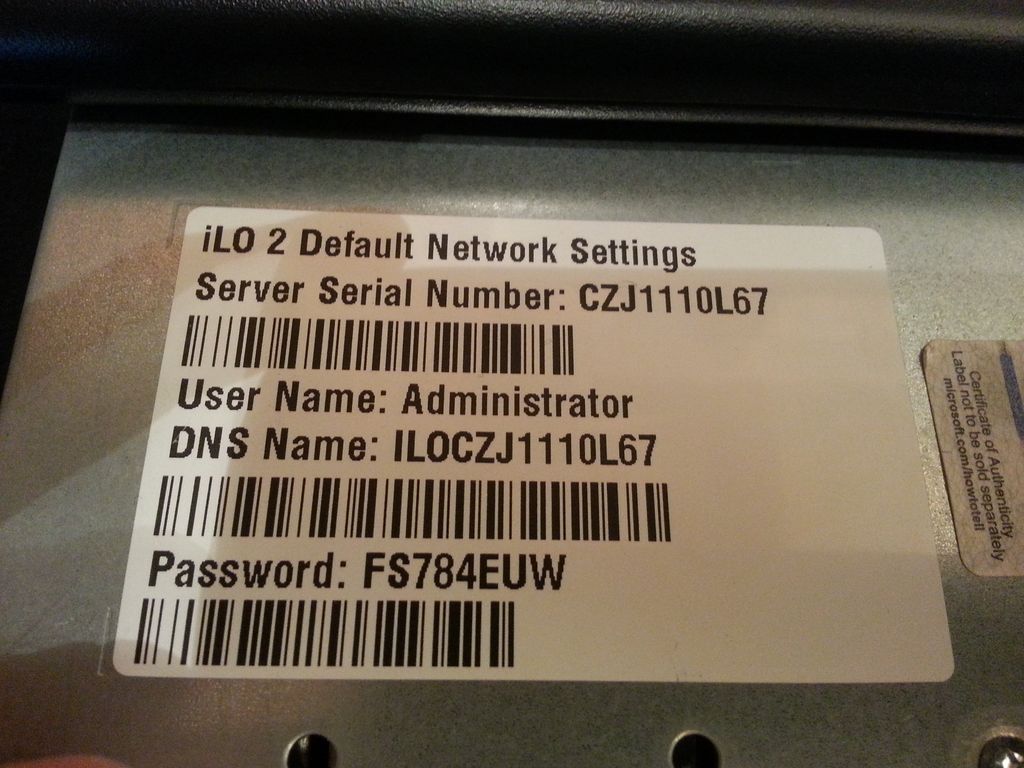 iLO 2 Default Network Settings
Server Serial Number: CZJ1110L67
User Name: Administrator
DNS Name: ILOCZJ1110L67
Password: FS784EUW
Certificate of Authenticity
Label not to be sold separately
microsoft.com/howtotell